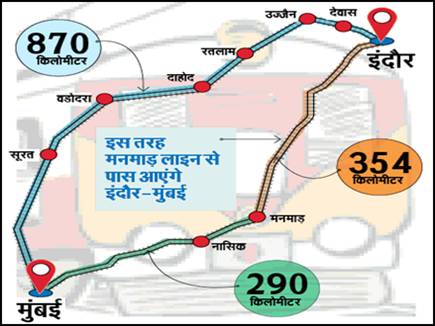 उज्जैन
देवास
इंदौर
870
किलोमीटर
रतलाम
दाहोद
वडोदरा
सूरत
इस तरह
मनमाड़ लाइन से
पास आएंगे
इंदौर-मुंबई
354
किलोमीटर
मनमाड़
नासिक
290
किलोमीटर
मुंबई